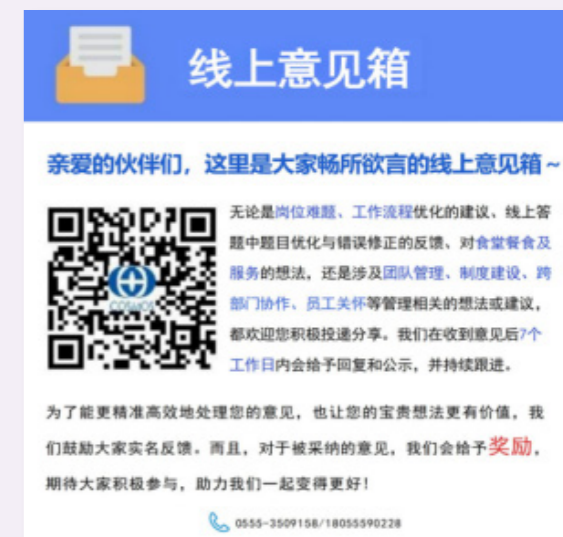 线上意见箱
亲爱的伙伴们，这里是大家畅所欲言的线上意见箱～
COSMOS
无论是岗位难题、工作流程优化的建议、线上答
题中题目优化与错误修正的反馈、对食堂餐食及
服务的想法，还是涉及团队管理、制度建设、跨
部门协作、员工关怀等管理相关的想法或建议，
都欢迎您积极投递分享。我们在收到意见后7个
工作日内会给予回复和公示，并持续跟进。
为了能更精准高效地处理您的意见，也让您的宝贵想法更有价值，我
们鼓励大家实名反馈。而且，对于被采纳的意见，我们会给予奖励，
期待大家积极参与，助力我们一起变得更好！
0555-3509158/18055590228